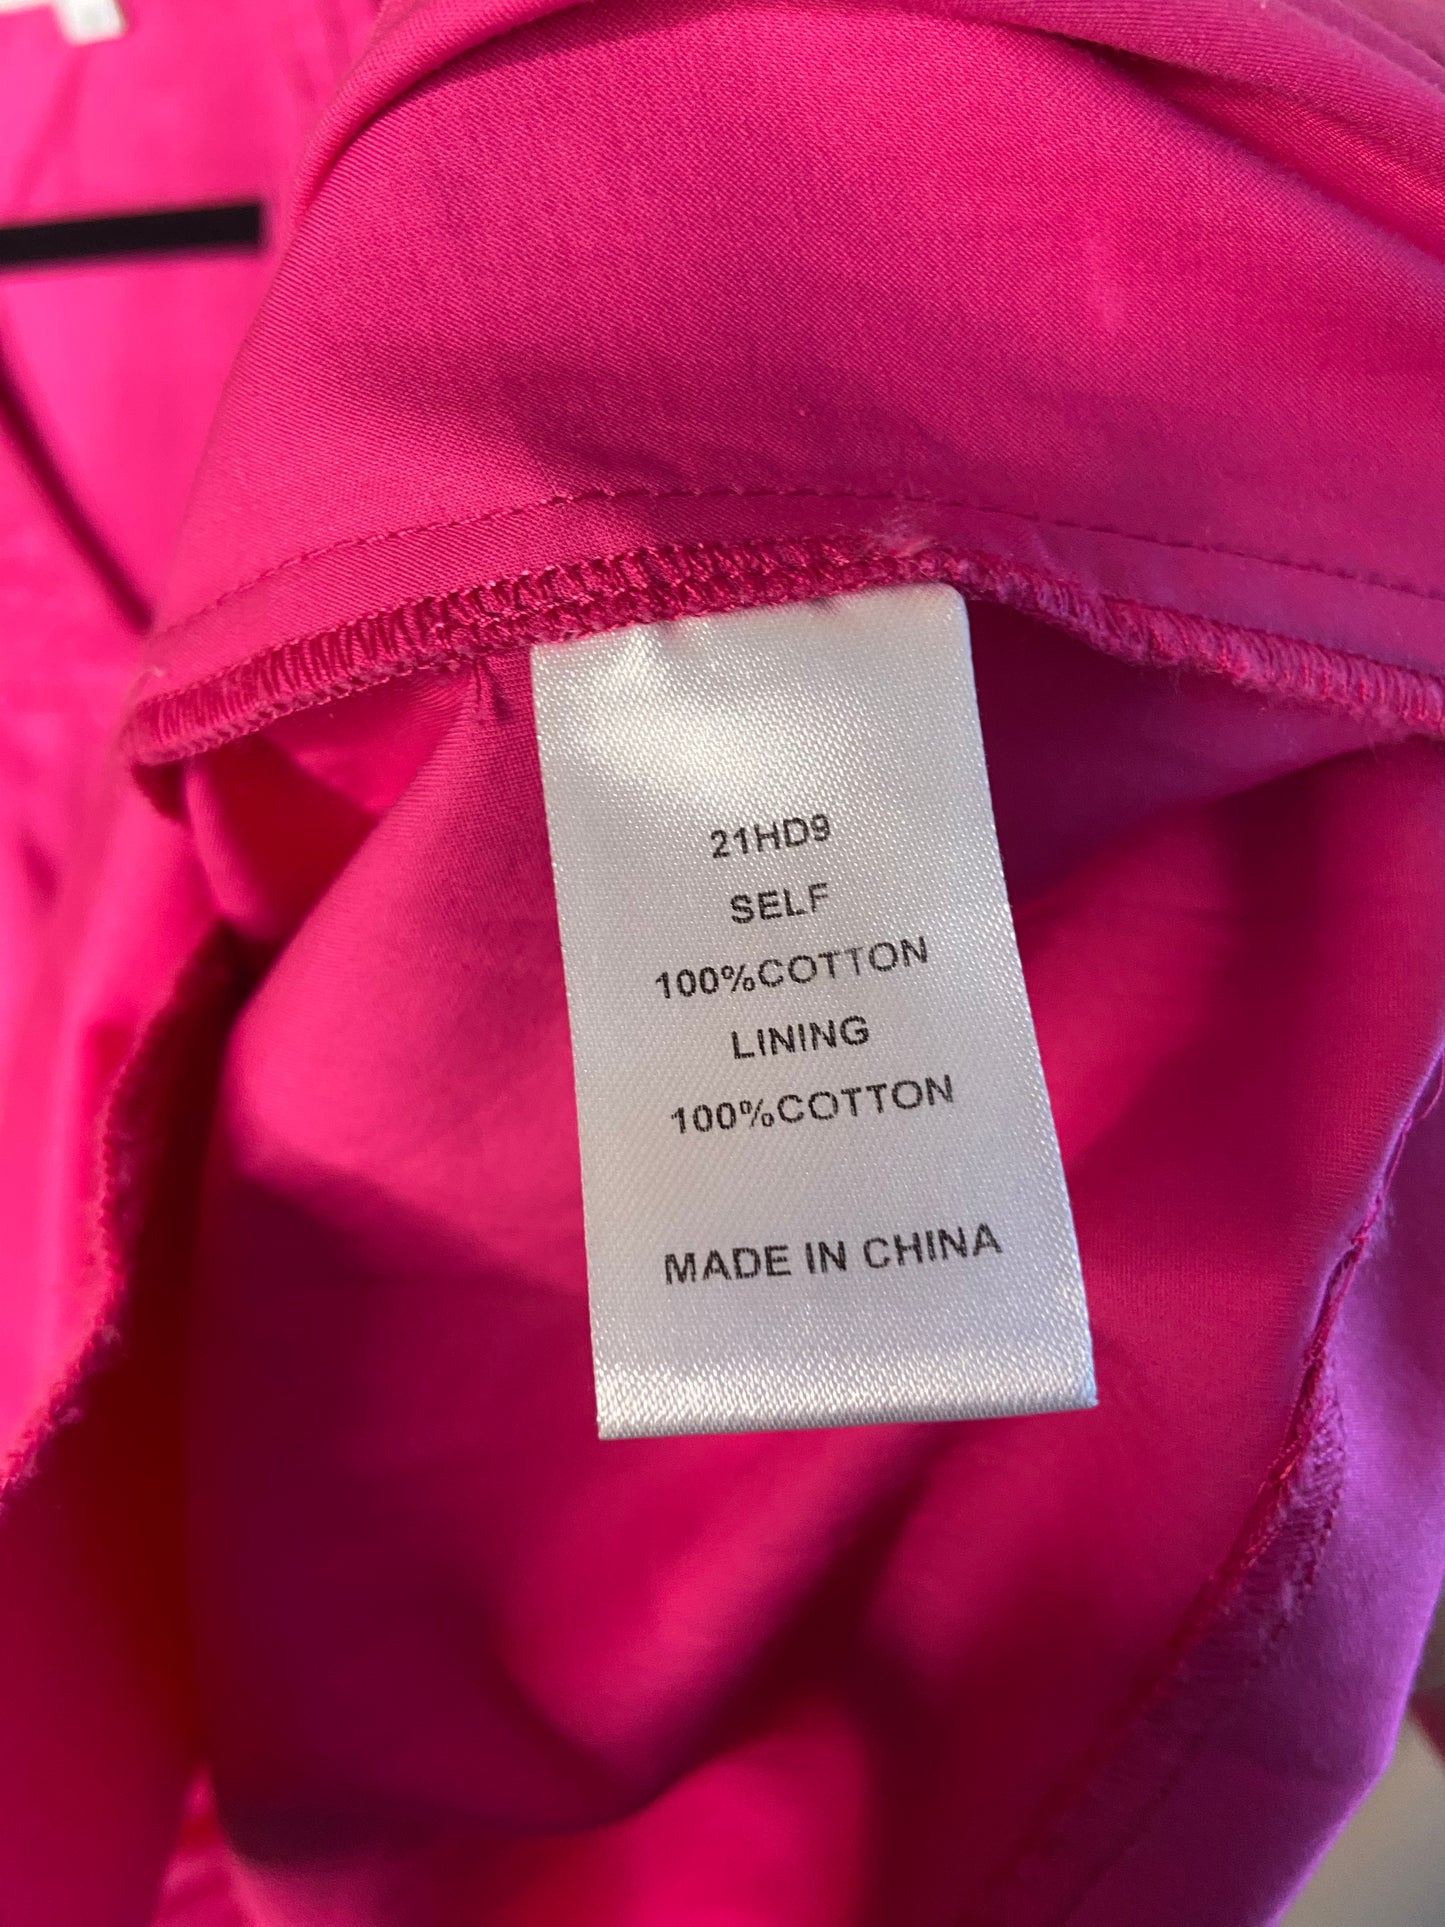 21HD9
SELF
100%COTTON
LINING
100%COTTON
MADE IN CHINA